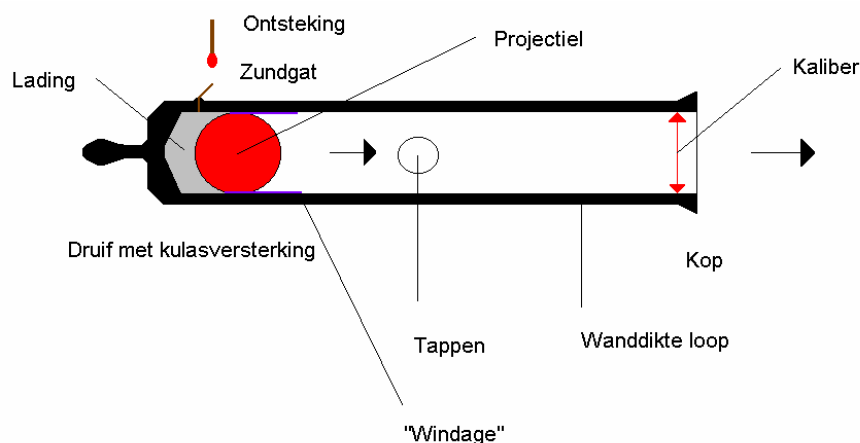 Ontsteking
Projectiel
Kaliber
Lading
Zundgat
Druif met kulasversterking
Kop
Tappen
Wanddikte loop
"Windage"